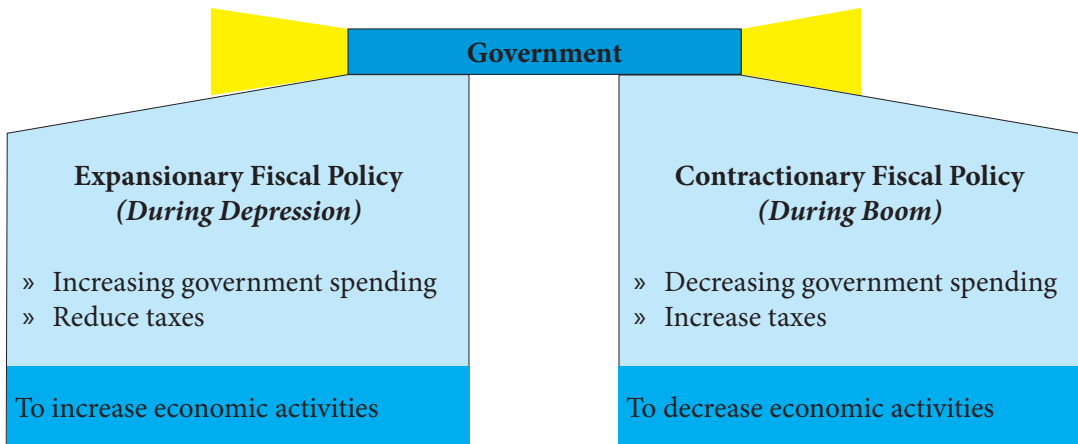 Government
Expansionary Fiscal Policy
(During Depression)
» Increasing government spending
» Reduce taxes
To increase economic activities
Contractionary Fiscal Policy
(During Boom)
» Decreasing government spending
» Increase taxes
To decrease economic activities